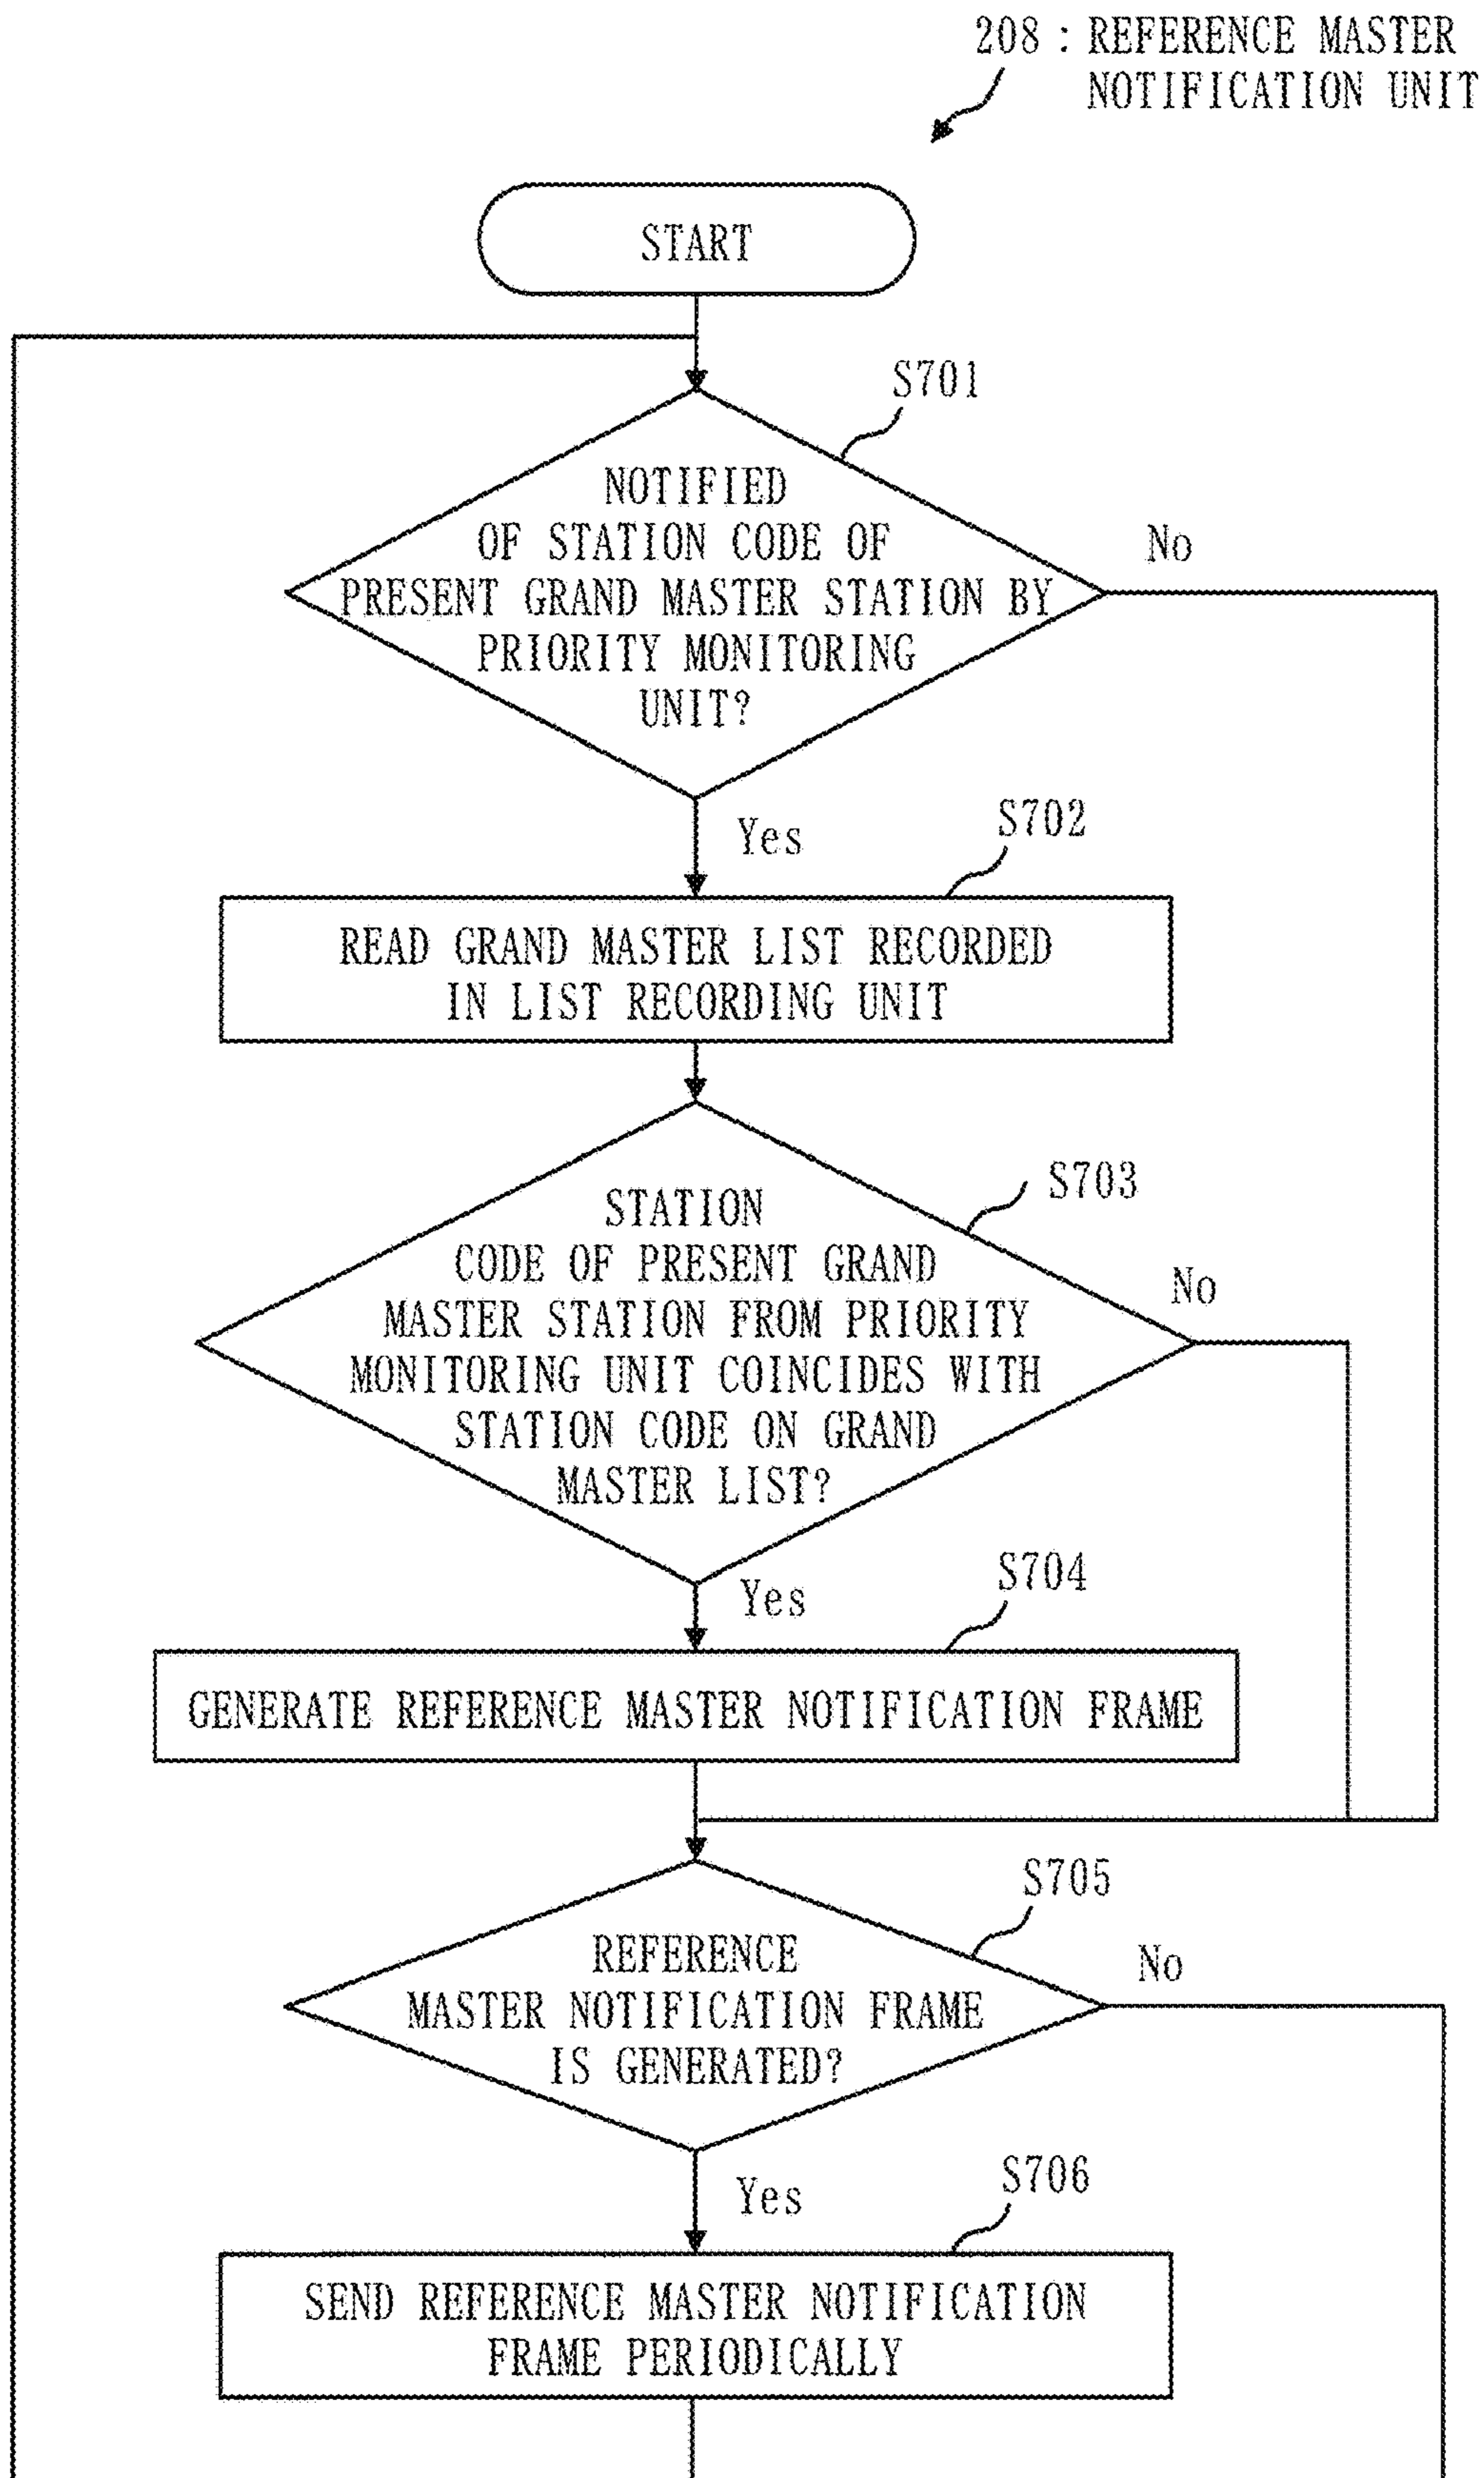 208 : REFERENCE MASTER
NOTIFICATION UNIT
START
S701
NOTIFIED
OF STATION CODE OF
PRESENT GRAND MASTER STATION BY
PRIORITY MONITORING
UNIT?
No
Yes
S702
READ GRAND MASTER LIST RECORDED
IN LIST RECORDING UNIT
S703
STATION
CODE OF PRESENT GRAND
MASTER STATION FROM PRIORITY
MONITORING UNIT COINCIDES WITH
STATION CODE ON GRAND
MASTER LIST?
No
Yes
S704
GENERATE REFERENCE MASTER NOTIFICATION FRAME
S705
REFERENCE
MASTER NOTIFICATION FRAME
IS GENERATED?
No
Yes
S706
SEND REFERENCE MASTER NOTIFICATION
FRAME PERIODICALLY